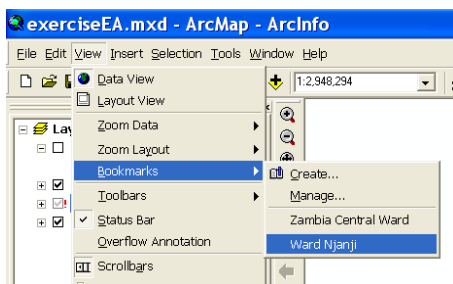 exerciseEA.mxd - ArcMap - ArcInfo
File Edit View Insert Selection Tools Window Help
1:2,948,294
Data View
Layout View
Lay
Zoom Data
Zoom Layout
Bookmarks
Create...
Manage...
Toolbars
Zambia Central Ward
Status Bar
Ward Njanji
Overflow Annotation
Scrollbars